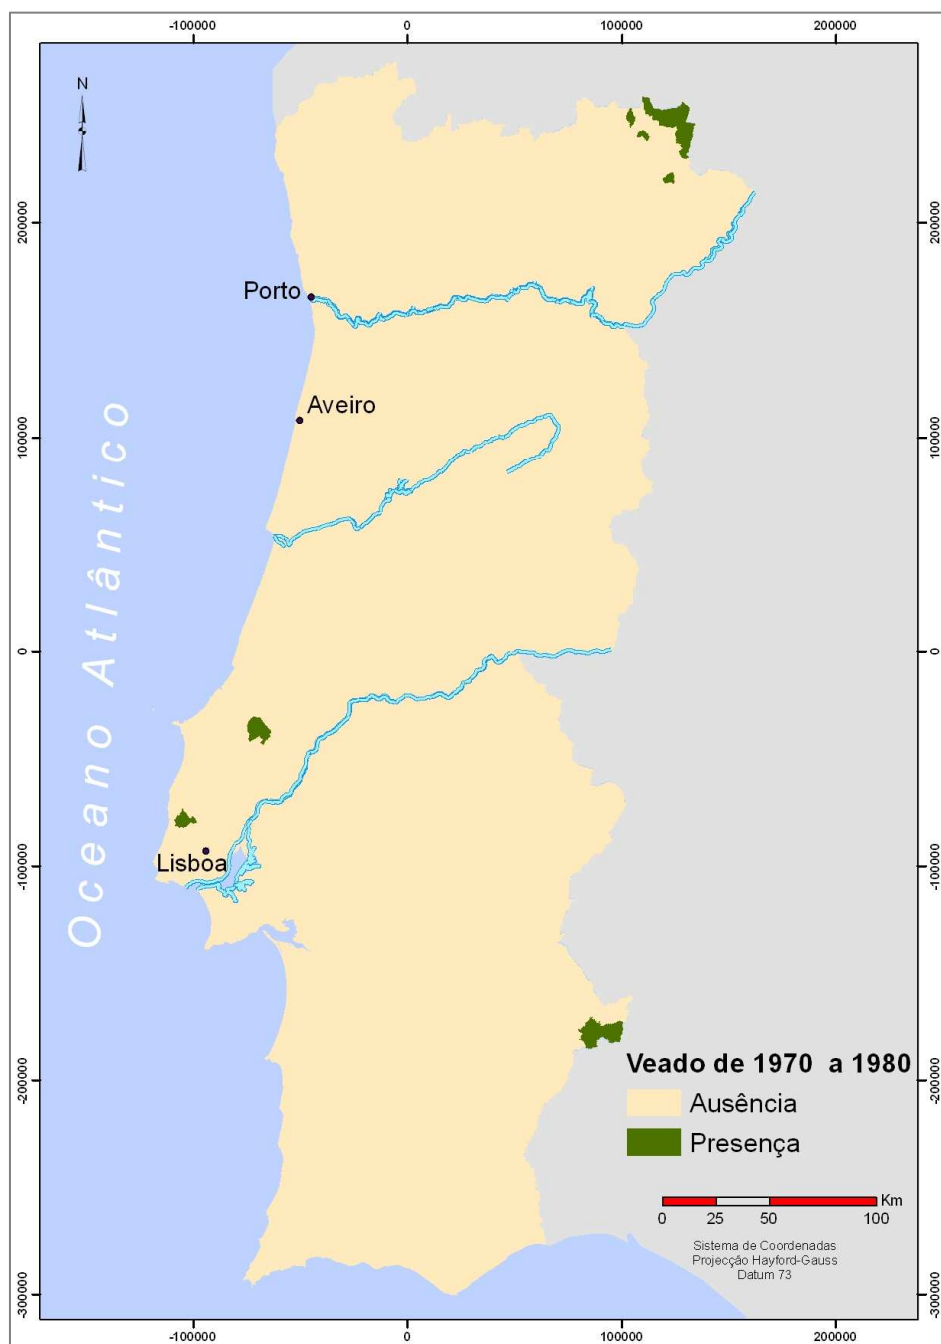 -100000 0 100000 200000
N
200000 200000
Porto
Aveiro
100000 100000
Oceano Atlântico
0 0
Lisboa
-100000 -100000
Veado de 1970 a 1980
-200000 -200000
Ausência
Presença
Km
0 25 50 100
Sistema de Coordenadas
Projecção Hayford-Gauss
Datum 73
-300000 -300000
-100000 0 100000 200000